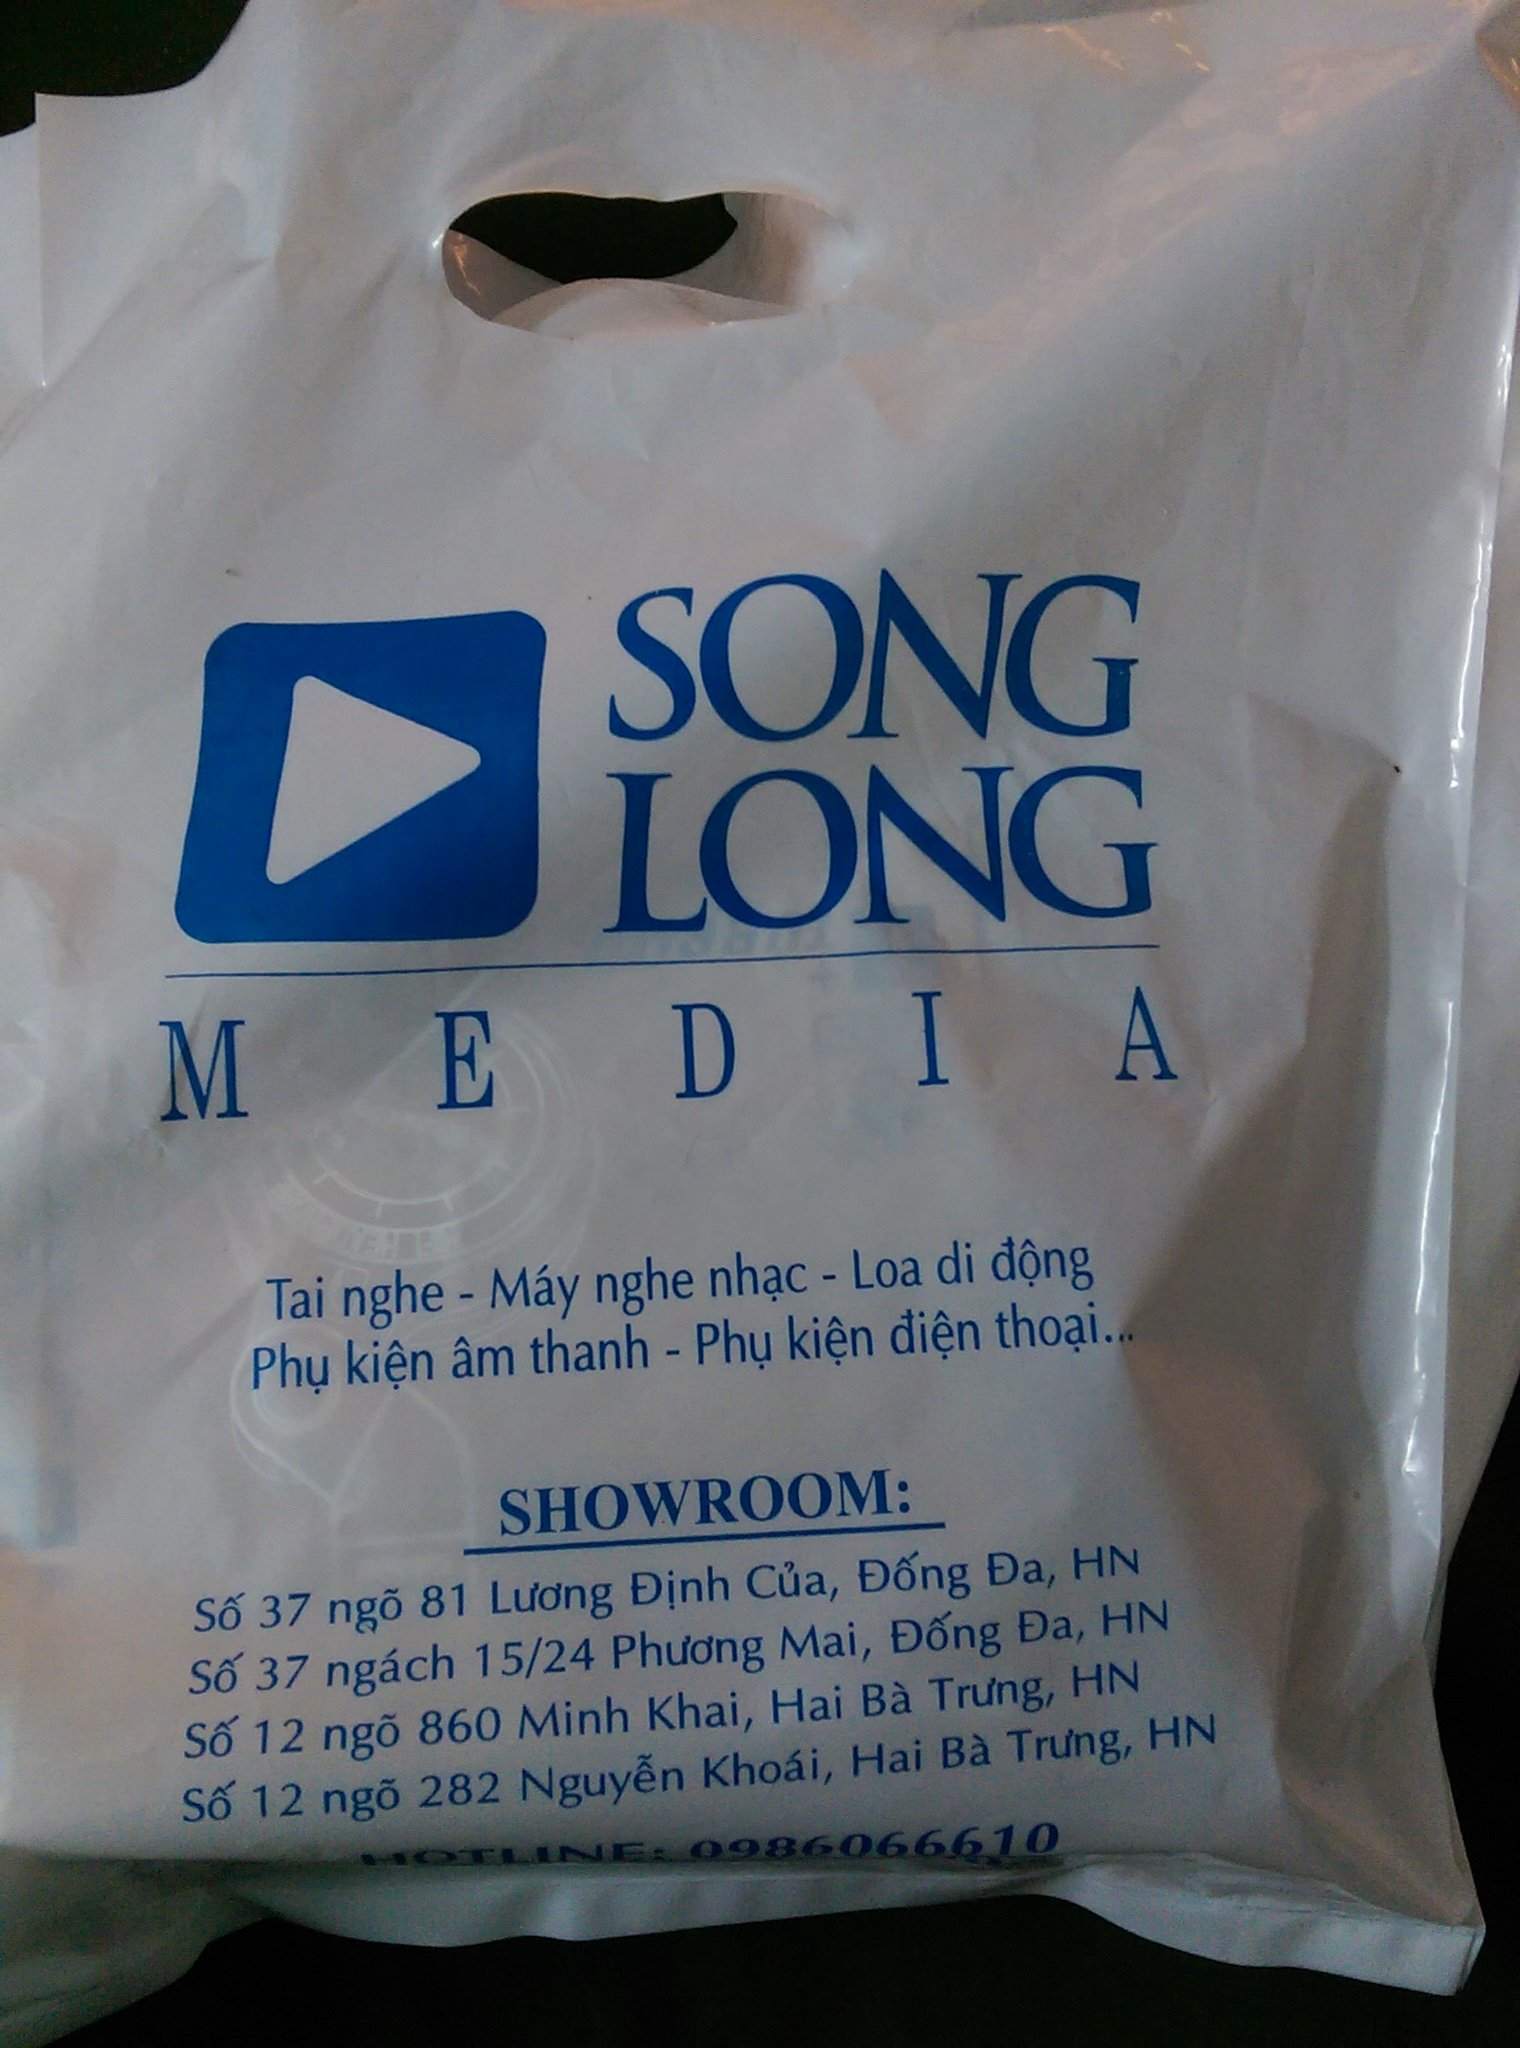 SONG
LONG
MEDIA
Tai nghe - Máy nghe nhạc - Loa di động
Phụ kiện âm thanh - Phụ kiện điện thoại...
SHOWROOM:
Số 37 ngõ 81 Lương Định Của, Đống Đa, HN
Số 37 ngách 15/24 Phương Mai, Đống Đa, HN
Số 12 ngõ 860 Minh Khai, Hai Bà Trưng, HN
Số 12 ngõ 282 Nguyễn Khoái, Hai Bà Trưng, HN
HOTLINE: 0986066610